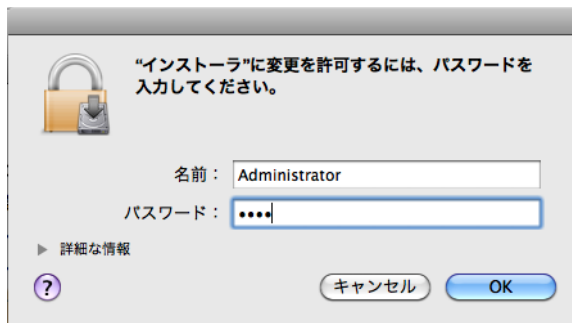 “インストーラ”に変更を許可するには、パスワードを
入力してください。
名前： Administrator
パスワード： ••••
詳細な情報
?
キャンセル OK